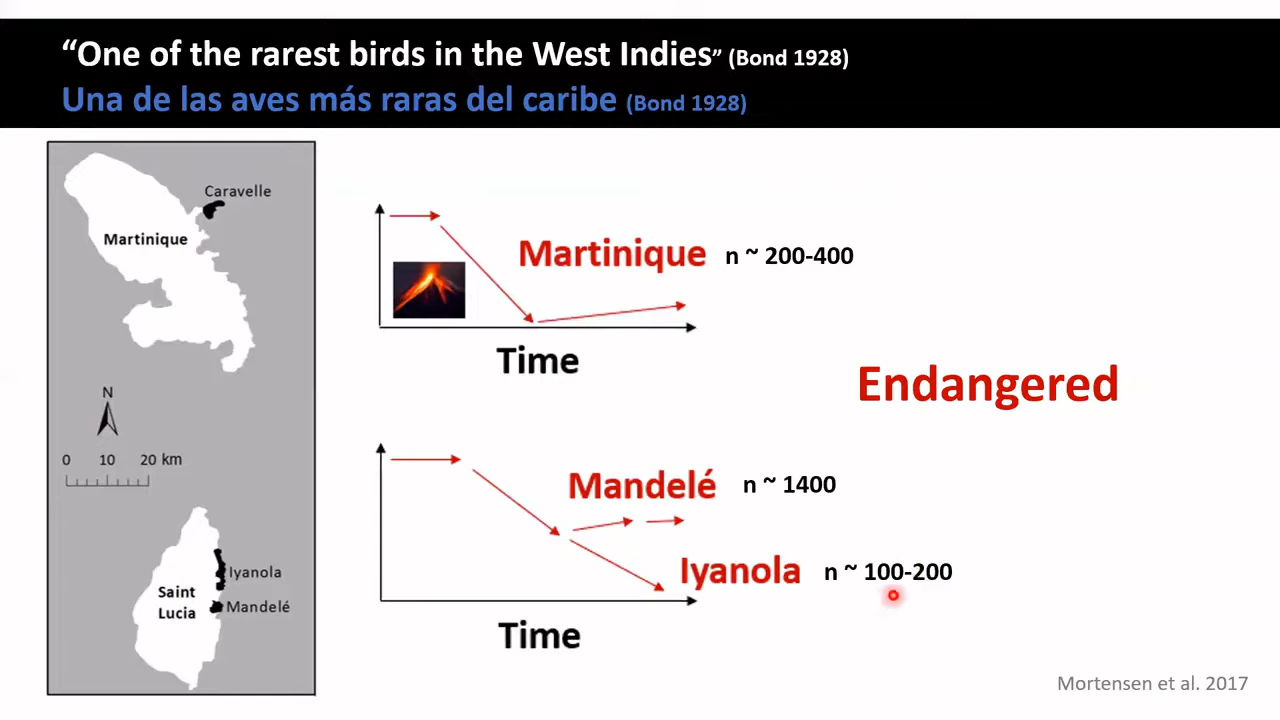 “One of the rarest birds in the West Indies” (Bond 1928)
Una de las aves más raras del caribe (Bond 1928)
Caravelle
Martinique
N
0 10 20 km
Iyanola
Saint
Lucia
Mandelé
Martinique n ~ 200-400
Time
Endangered
Mandelé n ~ 1400
Iyanola n ~ 100-200
Time
Mortensen et al. 2017